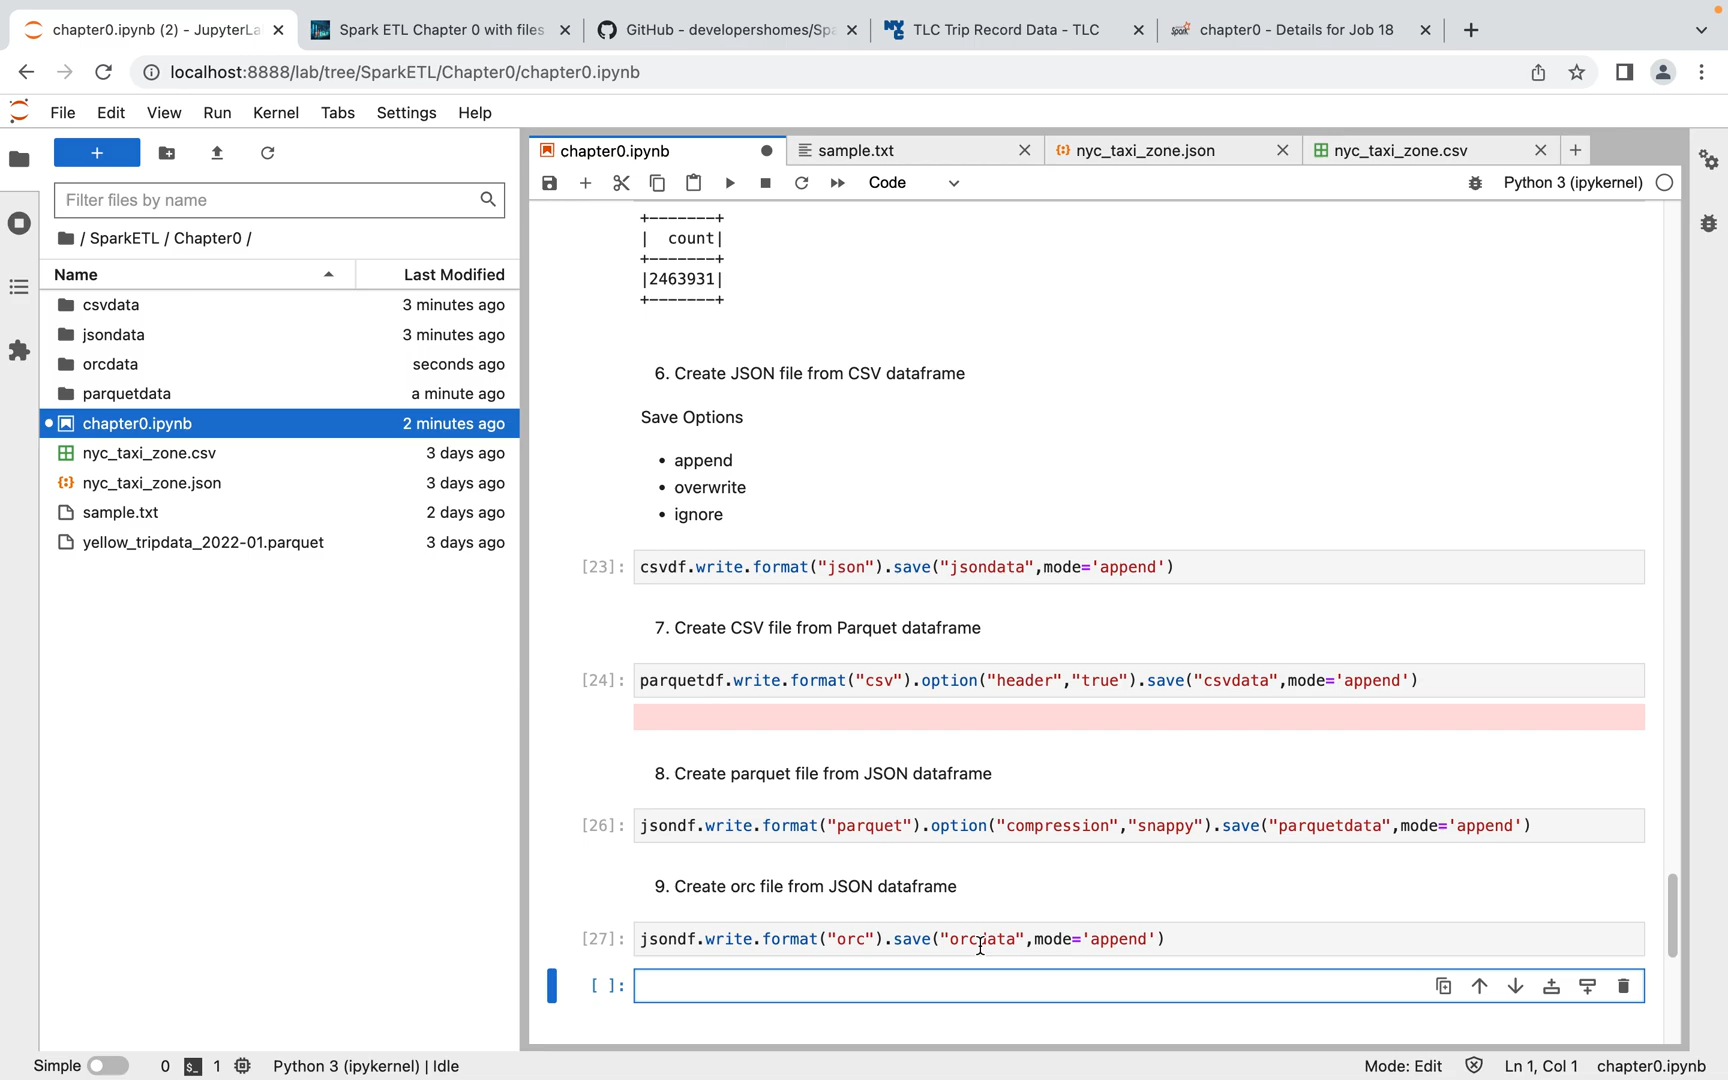 chapter0.ipynb (2) - JupyterLa
Spark ETL Chapter 0 with files
GitHub - developershomes/Spa
TLC Trip Record Data - TLC
chapter0 - Details for Job 18
localhost:8888/lab/tree/SparkETL/Chapter0/chapter0.ipynb
File Edit View Run Kernel Tabs Settings Help
chapter0.ipynb
sample.txt
nyc_taxi_zone.json
nyc_taxi_zone.csv
Code
Python 3 (ipykernel)
Filter files by name
/ SparkETL / Chapter0 /
Name Last Modified
csvdata 3 minutes ago
jsondata 3 minutes ago
orcdata seconds ago
parquetdata a minute ago
chapter0.ipynb 2 minutes ago
nyc_taxi_zone.csv 3 days ago
nyc_taxi_zone.json 3 days ago
sample.txt 2 days ago
yellow_tripdata_2022-01.parquet 3 days ago
+-------+
|  count|
+-------+
|2463931|
+-------+
6. Create JSON file from CSV dataframe
Save Options
• append
• overwrite
• ignore
[23]: csvdf.write.format("json").save("jsondata",mode='append')
7. Create CSV file from Parquet dataframe
[24]: parquetdf.write.format("csv").option("header","true").save("csvdata",mode='append')
8. Create parquet file from JSON dataframe
[26]: jsondf.write.format("parquet").option("compression","snappy").save("parquetdata",mode='append')
9. Create orc file from JSON dataframe
[27]: jsondf.write.format("orc").save("orcdata",mode='append')
[ ]:
Simple 0 $_ 1 Python 3 (ipykernel) | Idle
Mode: Edit Ln 1, Col 1 chapter0.ipynb